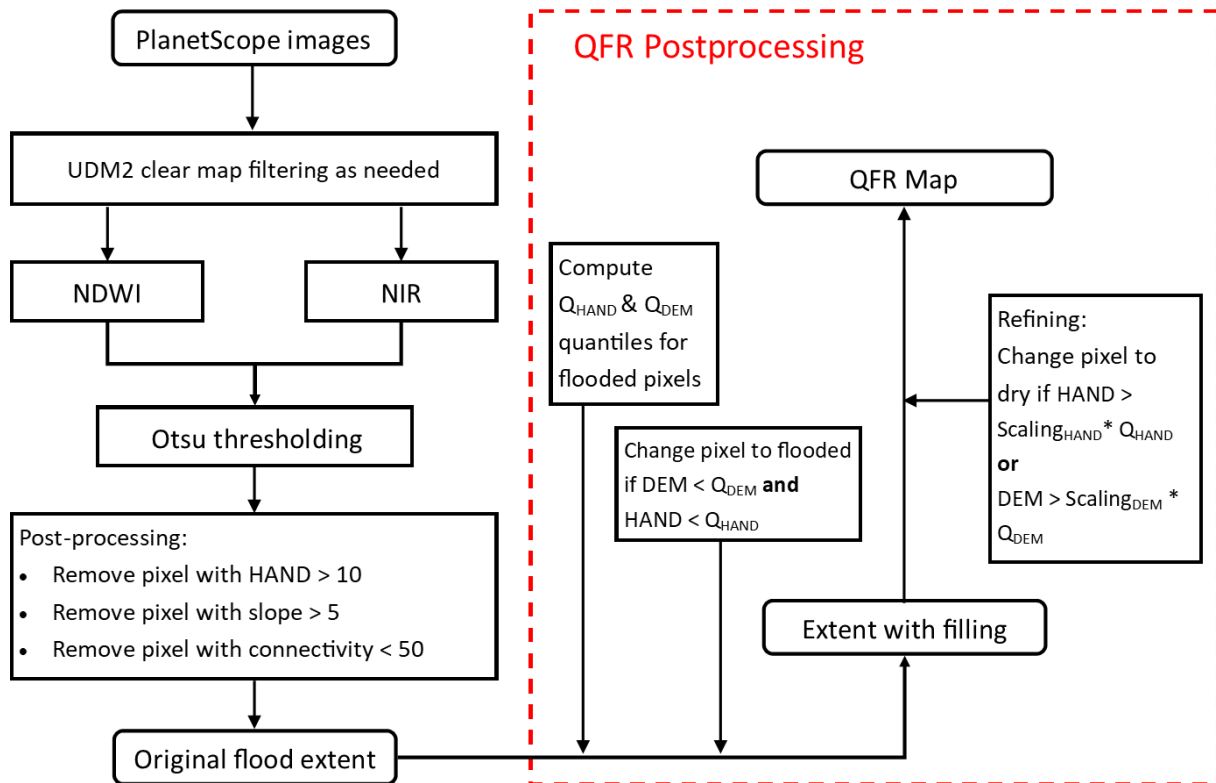 PlanetScope images
UDM2 clear map filtering as needed
NDWI
NIR
Otsu thresholding
Post-processing:
• Remove pixel with HAND > 10
• Remove pixel with slope > 5
• Remove pixel with connectivity < 50
Original flood extent
QFR Postprocessing
Compute
QHAND & QDEM
quantiles for
flooded pixels
Change pixel to flooded
if DEM < QDEM and
HAND < QHAND
Extent with filling
Refining:
Change pixel to
dry if HAND >
ScalingHAND* QHAND
or
DEM > ScalingDEM *
QDEM
QFR Map